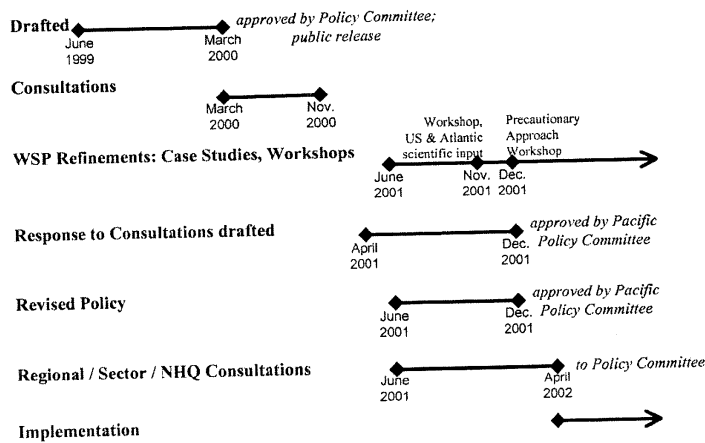 Drafted
approved by Policy Committee;
public release
June
1999
March
2000
Consultations
March
2000
Nov.
2000
Workshop,
US & Atlantic
scientific input
Precautionary
Approach
Workshop
WSP Refinements: Case Studies, Workshops
June
2001
Nov.
2001
Dec.
2001
Response to Consultations drafted
approved by Pacific
Policy Committee
April
2001
Dec.
2001
Revised Policy
approved by Pacific
Policy Committee
June
2001
Dec.
2001
Regional / Sector / NHQ Consultations
to Policy Committee
June
2001
April
2002
Implementation